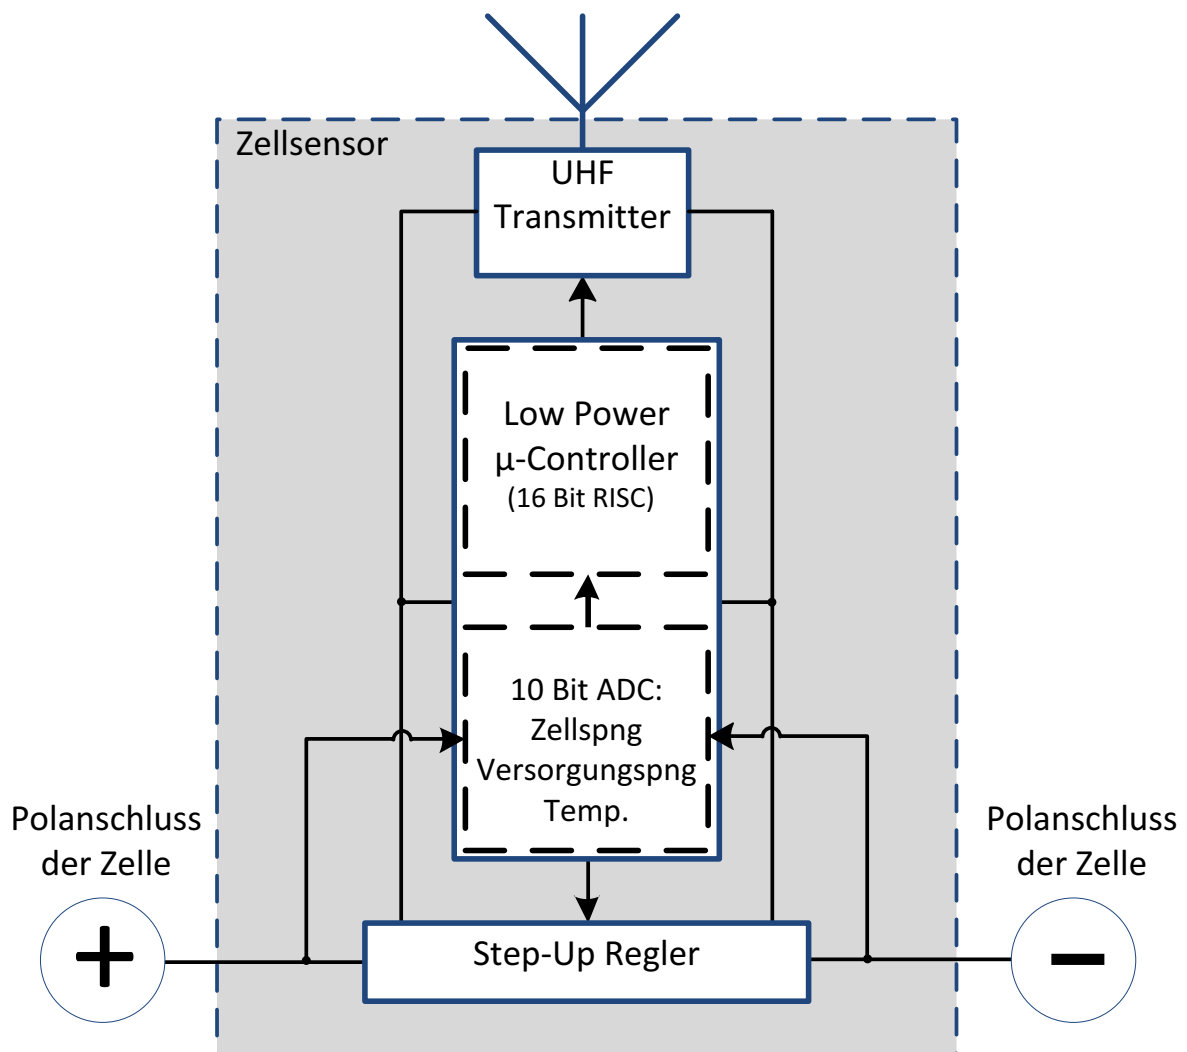 Zellsensor
UHF
Transmitter
Low Power
µ-Controller
(16 Bit RISC)
10 Bit ADC:
Zellspng
Versorgungspng
Temp.
Polanschluss
der Zelle
+
Polanschluss
der Zelle
−
Step-Up Regler